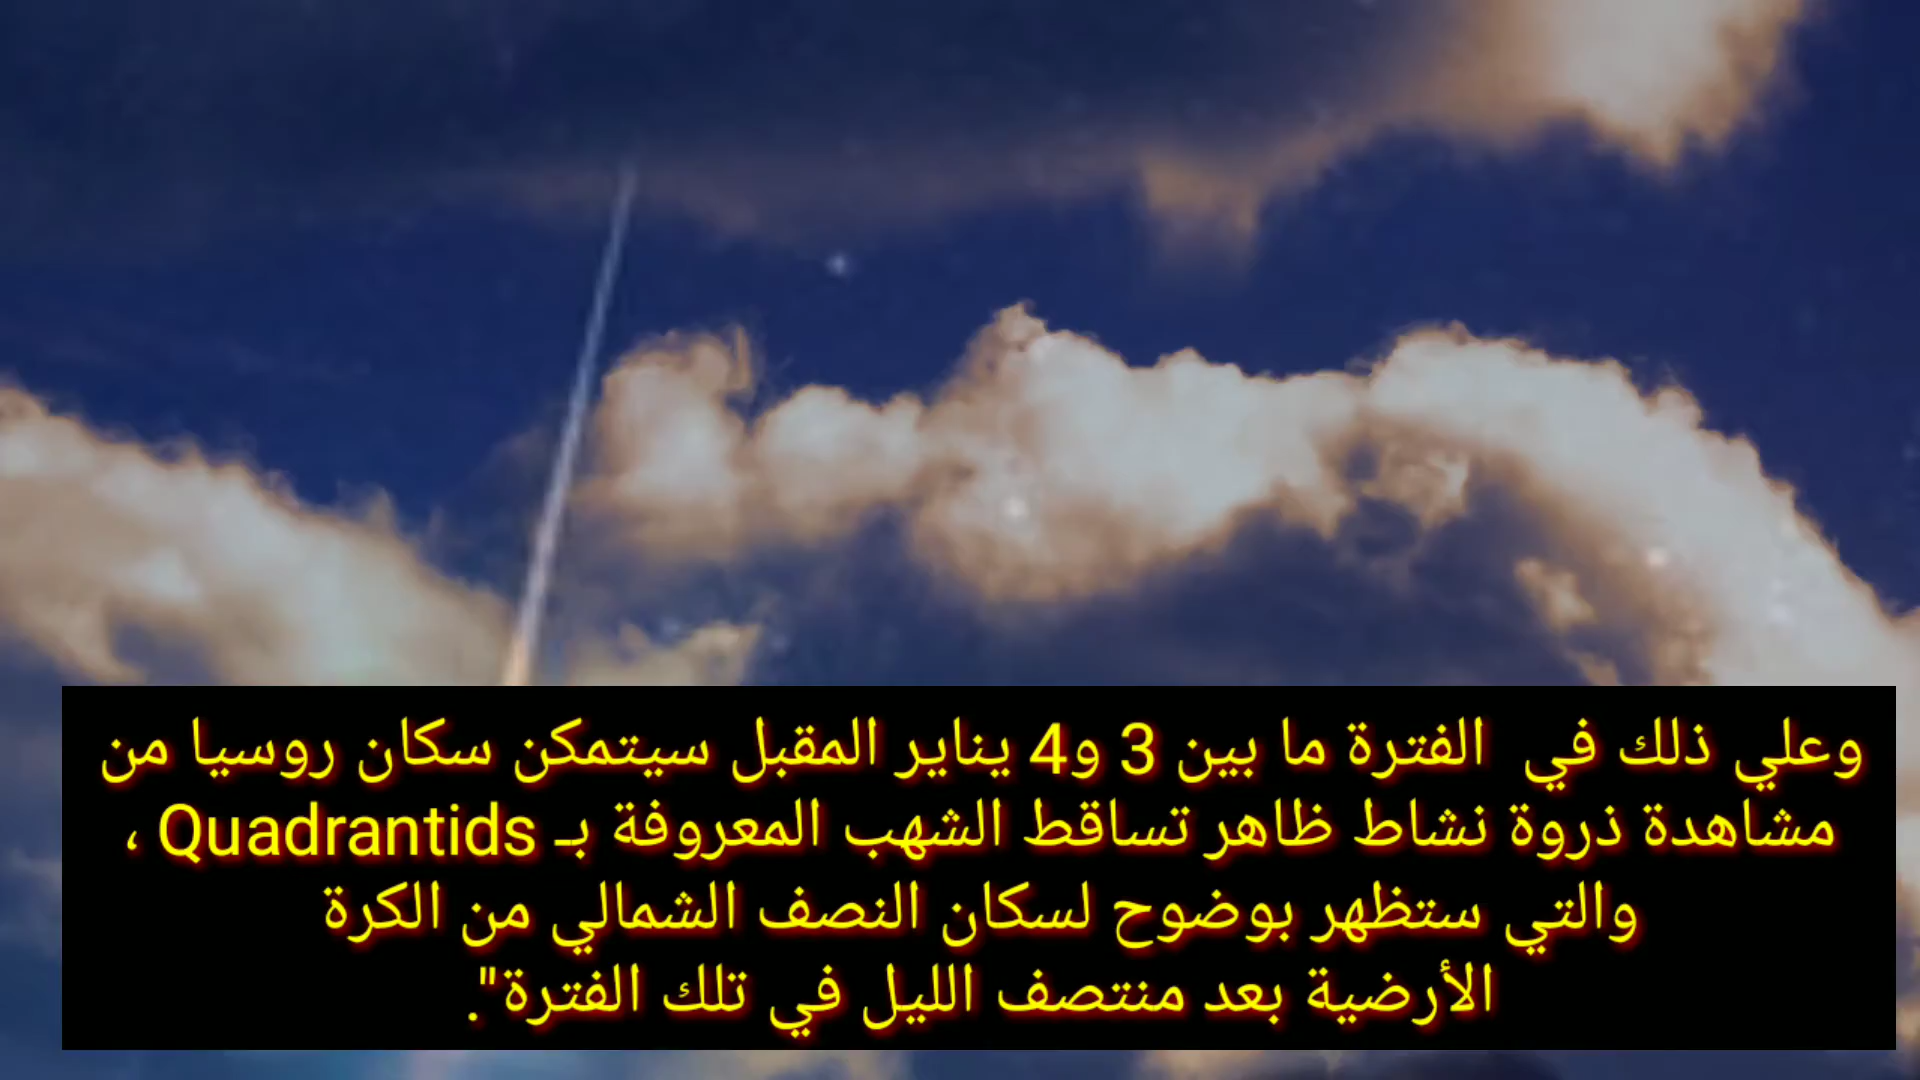 وعلي ذلك في الفترة ما بين 3 و4 يناير المقبل سيتمكن سكان روسيا من
مشاهدة ذروة نشاط ظاهر تساقط الشهب المعروفة بـ Quadrantids ،
والتي ستظهر بوضوح لسكان النصف الشمالي من الكرة
الأرضية بعد منتصف الليل في تلك الفترة".